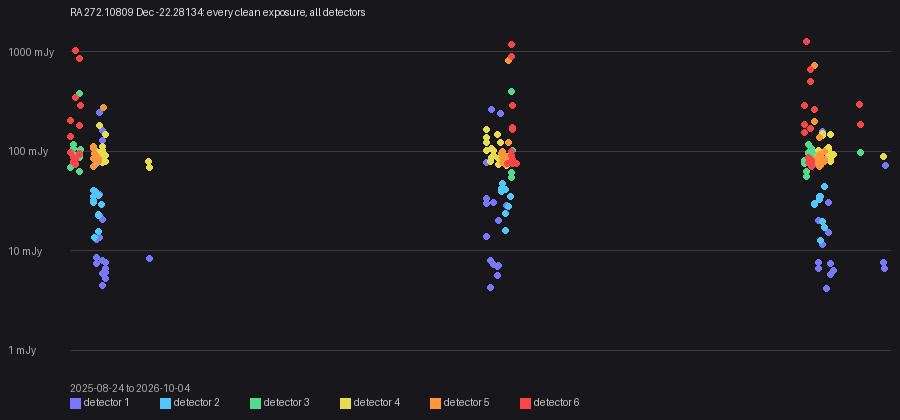 RA 272.10809 Dec -22.28134: every clean exposure, all detectors
1000 mJy
100 mJy
10 mJy
1 mJy
2025-08-24 to 2026-10-04
detector 1 detector 2 detector 3 detector 4 detector 5 detector 6